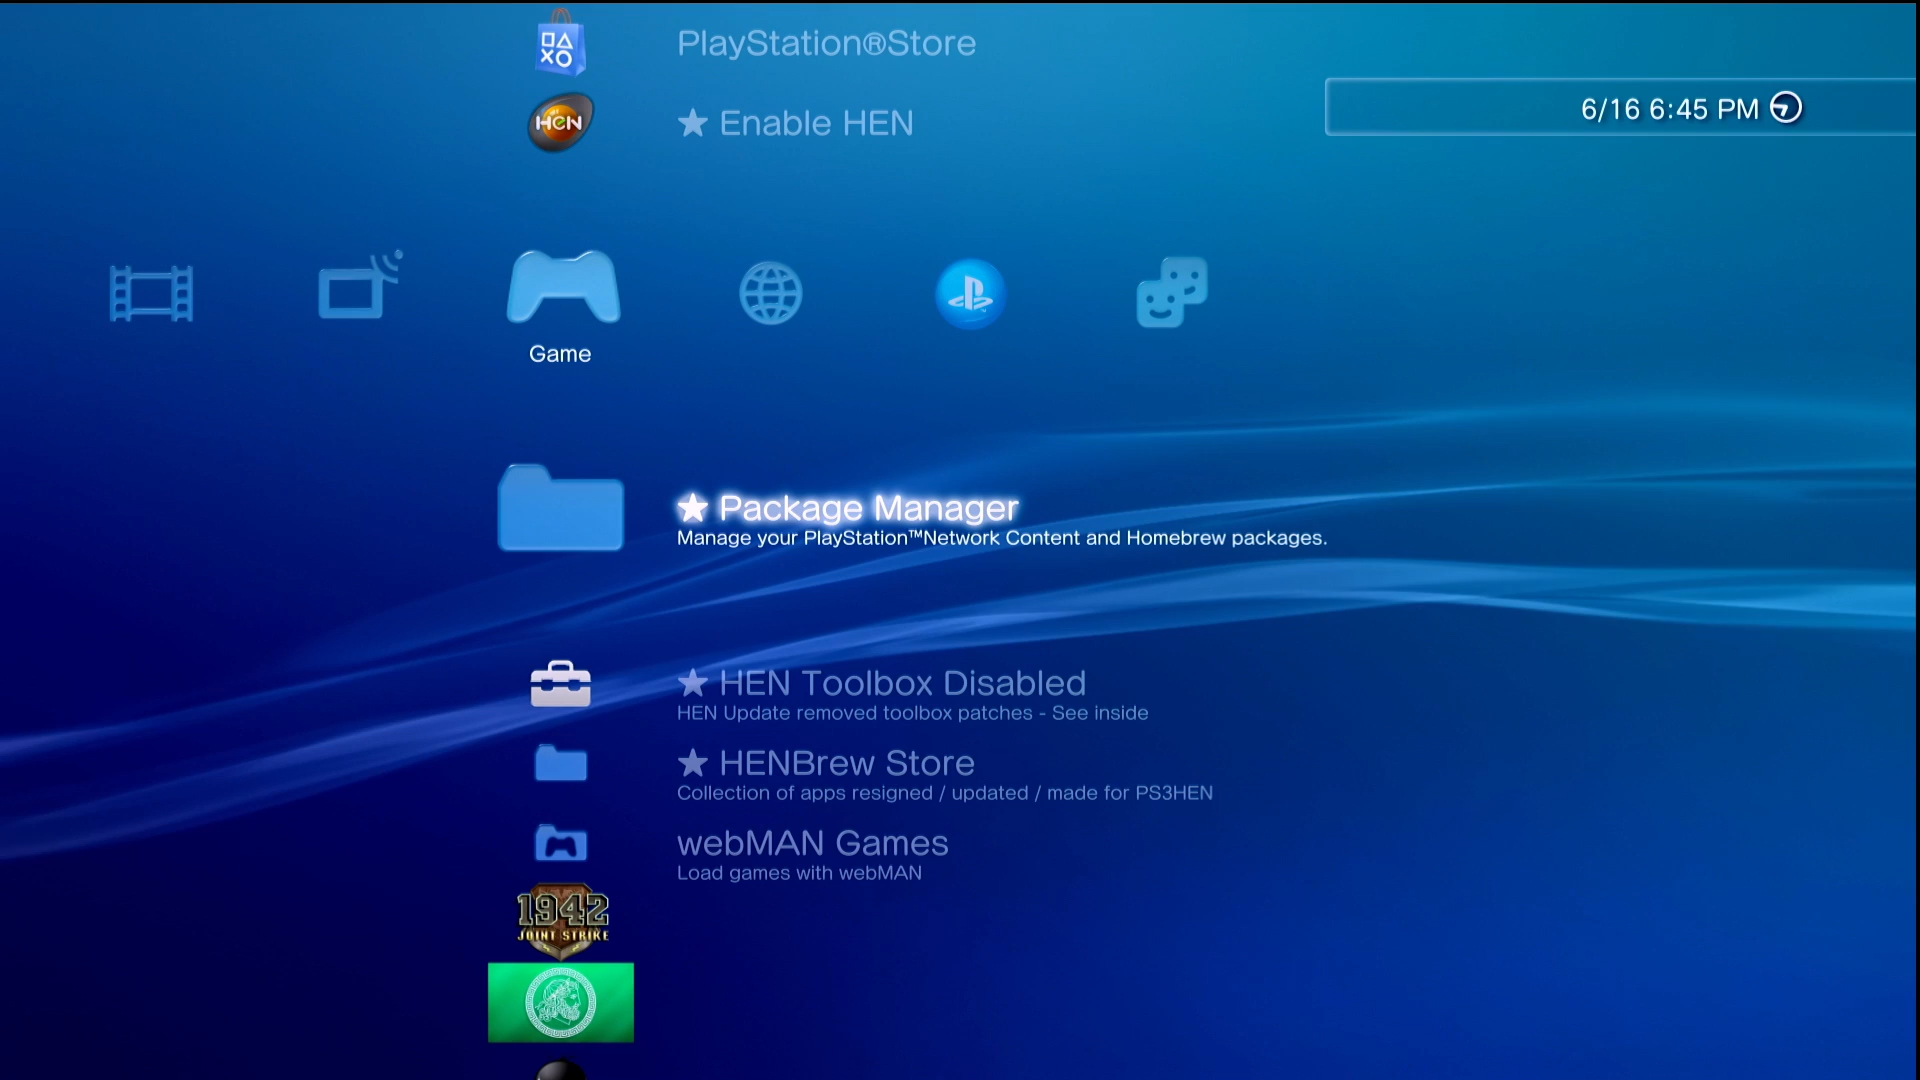 PlayStation®Store
HEN
★ Enable HEN
6/16 6:45 PM
Game
★ Package Manager
Manage your PlayStation™Network Content and Homebrew packages.
★ HEN Toolbox Disabled
HEN Update removed toolbox patches - See inside
★ HENBrew Store
Collection of apps resigned / updated / made for PS3HEN
webMAN Games
Load games with webMAN
1942
JOINT STRIKE